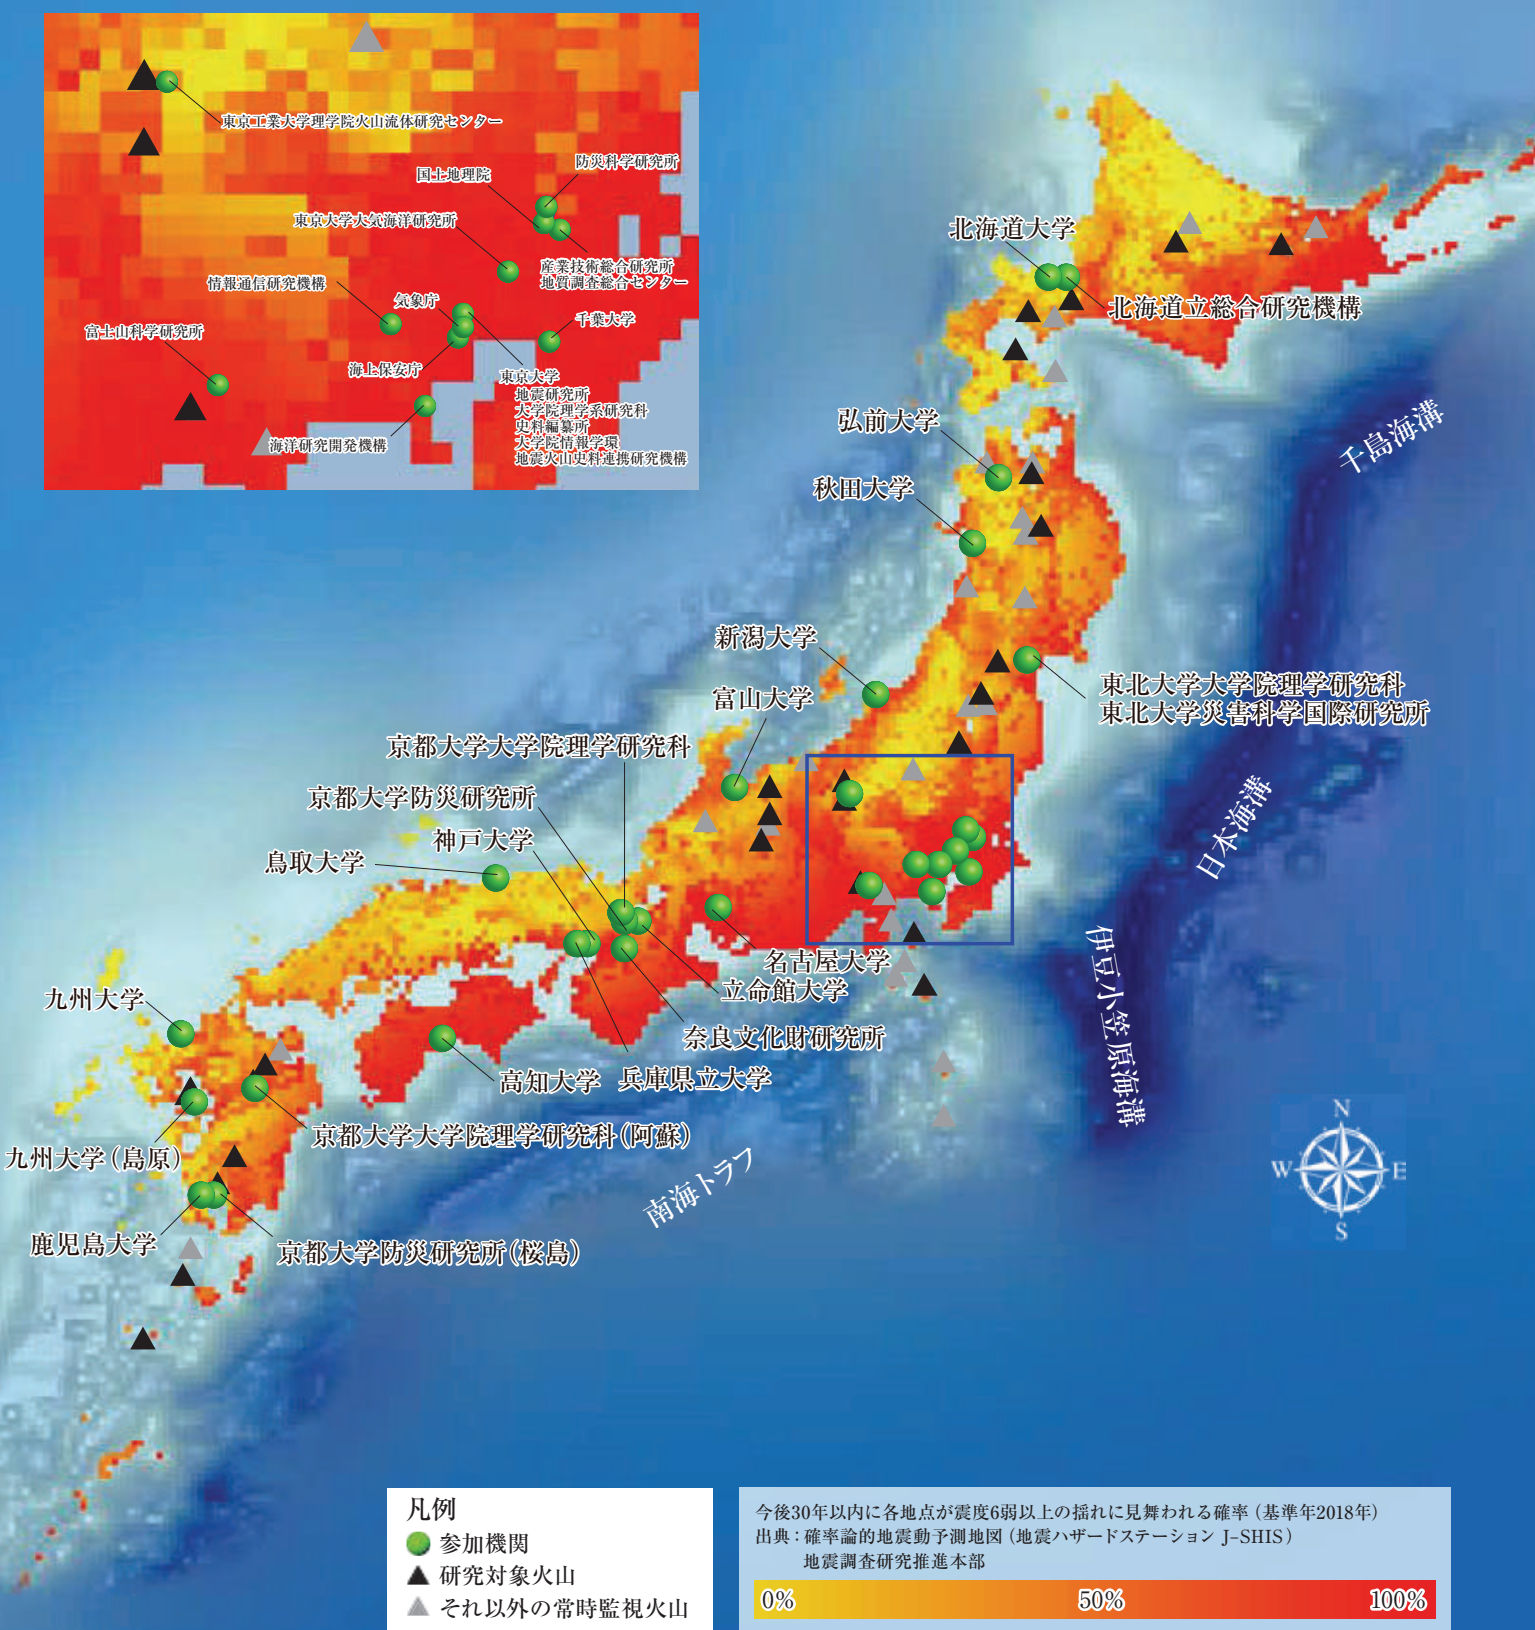 東京工業大学理学院火山流体研究センター
防災科学研究所
国土地理院
東京大学大気海洋研究所
産業技術総合研究所
地質調査総合センター
情報通信研究機構
気象庁
千葉大学
富士山科学研究所
海上保安庁
東京大学
地震研究所
大学院理学系研究科
史料編纂所
大学院情報学環
地震火山史料連携研究機構
海洋研究開発機構
北海道大学
北海道立総合研究機構
弘前大学
千島海溝
秋田大学
新潟大学
東北大学大学院理学研究科
東北大学災害科学国際研究所
富山大学
京都大学大学院理学研究科
京都大学防災研究所
神戸大学
鳥取大学
日本海溝
名古屋大学
立命館大学
伊豆小笠原海溝
九州大学
奈良文化財研究所
高知大学
兵庫県立大学
京都大学大学院理学研究科(阿蘇)
九州大学(島原)
南海トラフ
鹿児島大学
京都大学防災研究所(桜島)
N
W E
S
凡例
参加機関
研究対象火山
それ以外の常時監視火山
今後30年以内に各地点が震度6弱以上の揺れに見舞われる確率(基準年2018年)
出典:確率論的地震動予測地図(地震ハザードステーション J-SHIS)
地震調査研究推進本部
0% 50% 100%